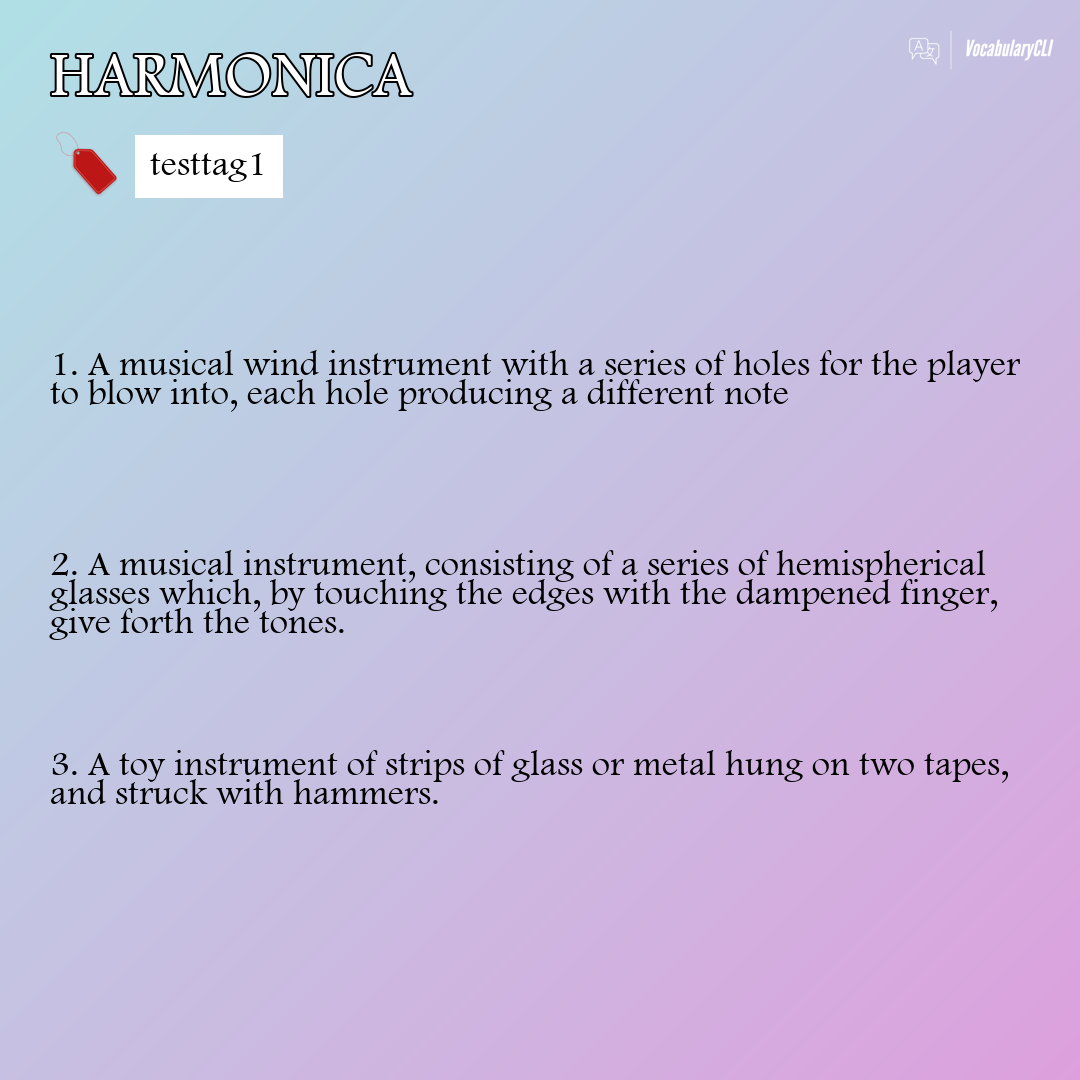 HARMONICA
VocabularyCLI
testtag1
1. A musical wind instrument with a series of holes for the player
to blow into, each hole producing a different note
2. A musical instrument, consisting of a series of hemispherical
glasses which, by touching the edges with the dampened finger,
give forth the tones.
3. A toy instrument of strips of glass or metal hung on two tapes,
and struck with hammers.